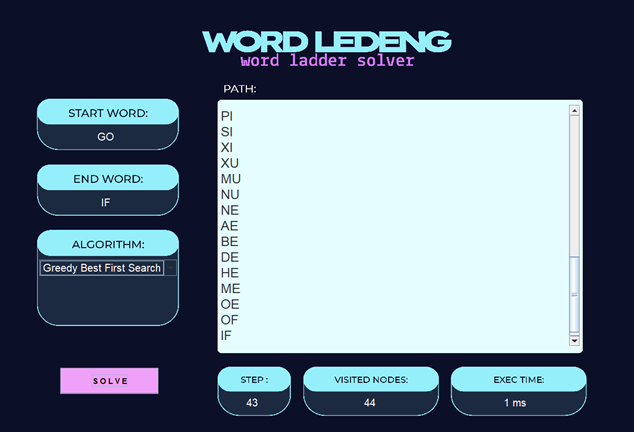 WORD LEDENG
word ladder solver
PATH:
START WORD:
GO
END WORD:
IF
ALGORITHM:
Greedy Best First Search
SOLVE
PI
SI
XI
XU
MU
NU
NE
AE
BE
DE
HE
ME
OE
OF
IF
STEP :
43
VISITED NODES:
44
EXEC TIME:
1 ms